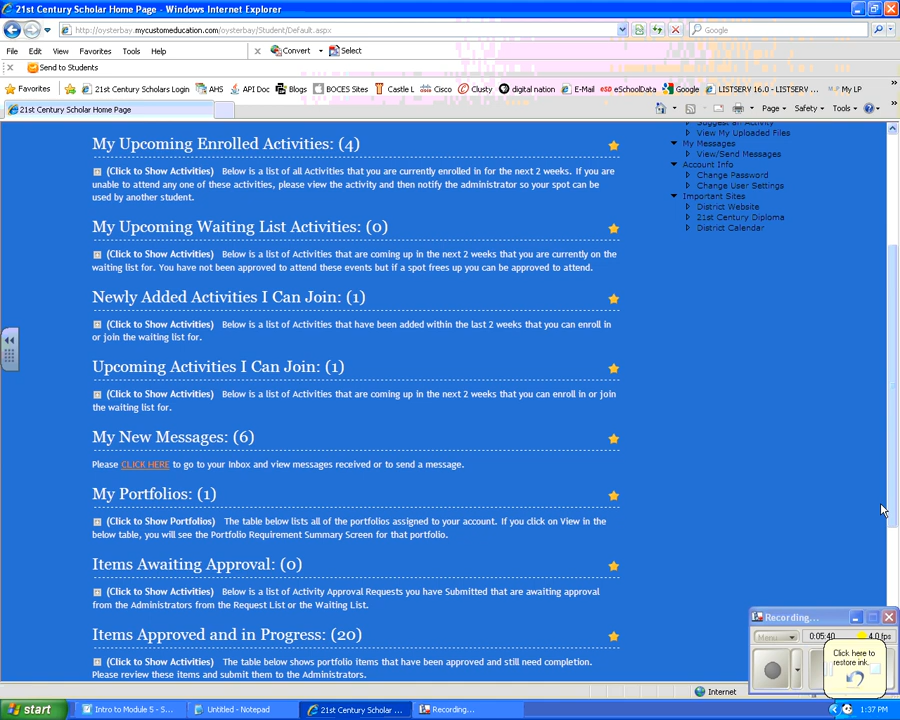 21st Century Scholar Home Page - Windows Internet Explorer
http://oysterbay.mycustomeducation.com/oysterbay/Student/Default.aspx
Google
File Edit View Favorites Tools Help
Convert
Select
Send to Students
Favorites
21st Century Scholars Login
AHS
API Doc
Blogs
BOCES Sites
Castle L
Cisco
Clusty
digital nation
E-Mail
esd eSchoolData
Google
LISTSERV 16.0 - LISTSERV ...
My LP
21st Century Scholar Home Page
Page
Safety
Tools
Suggest an Activity
View My Uploaded Files
My Messages
View/Send Messages
Account Info
Change Password
Change User Settings
Important Sites
District Website
21st Century Diploma
District Calendar
My Upcoming Enrolled Activities: (4)
(Click to Show Activities) Below is a list of all Activities that you are currently enrolled in for the next 2 weeks. If you are
unable to attend any one of these activities, please view the activity and then notify the administrator so your spot can be
used by another student.
My Upcoming Waiting List Activities: (0)
(Click to Show Activities) Below is a list of Activities that are coming up in the next 2 weeks that you are currently on the
waiting list for. You have not been approved to attend these events but if a spot frees up you can be approved to attend.
Newly Added Activities I Can Join: (1)
(Click to Show Activities) Below is a list of Activities that have been added within the last 2 weeks that you can enroll in
or join the waiting list for.
Upcoming Activities I Can Join: (1)
(Click to Show Activities) Below is a list of Activities that are coming up in the next 2 weeks that you can enroll in or join
the waiting list for.
My New Messages: (6)
Please CLICK HERE to go to your Inbox and view messages received or to send a message.
My Portfolios: (1)
(Click to Show Portfolios) The table below lists all of the portfolios assigned to your account. If you click on View in the
below table, you will see the Portfolio Requirement Summary Screen for that portfolio.
Items Awaiting Approval: (0)
(Click to Show Activities) Below is a list of Activity Approval Requests you have Submitted that are awaiting approval
from the Administrators from the Request List or the Waiting List.
Items Approved and in Progress: (20)
(Click to Show Activities) The table below shows portfolio items that have been approved and still need completion.
Please review these items and submit them to the Administrators.
Recording...
Menu
0:05:40
4.0 fps
Click here to
restore ink.
Internet
start
Intro to Module 5 - S...
Untitled - Notepad
21st Century Scholar ...
Recording...
1:37 PM